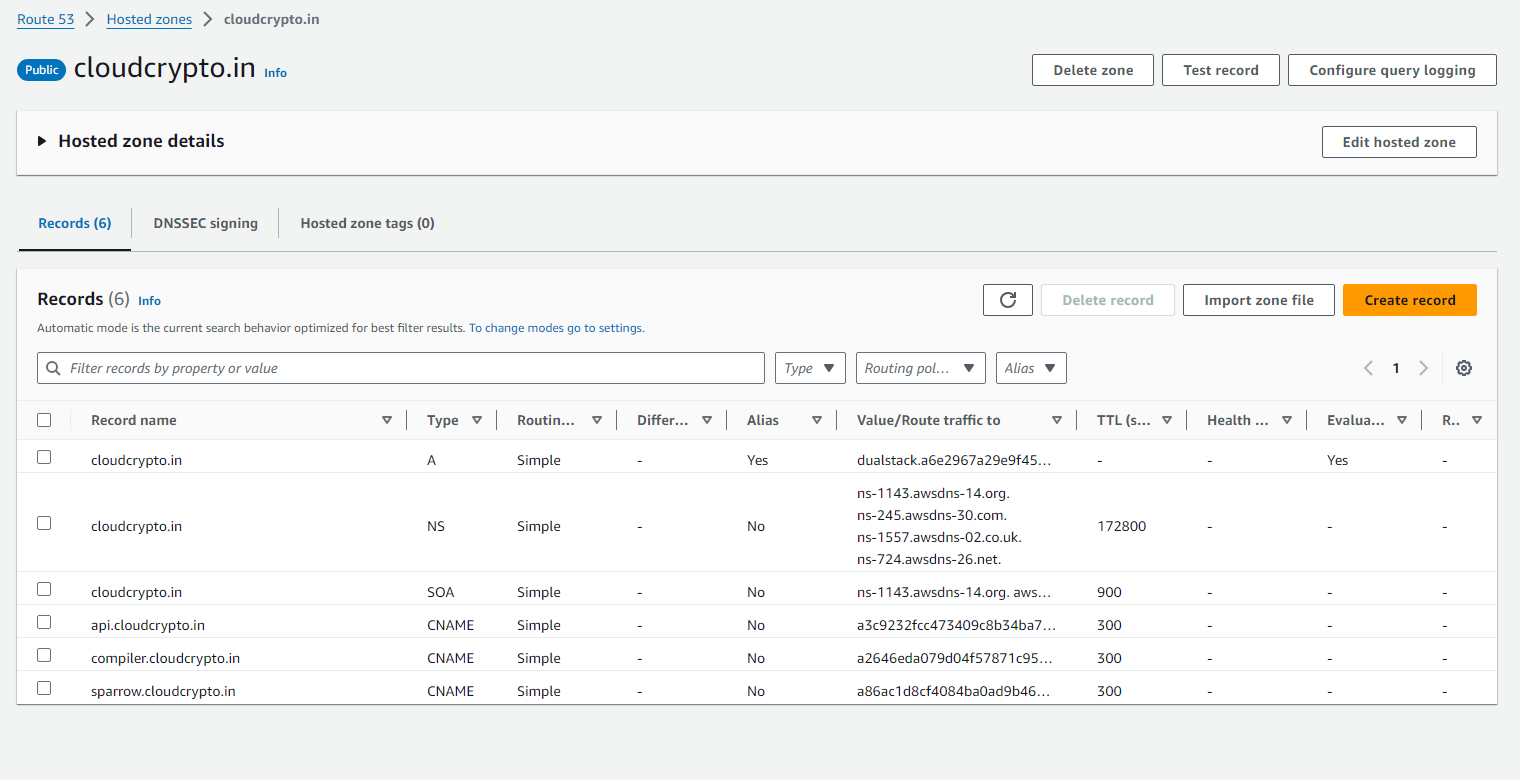 Route 53 > Hosted zones > cloudcrypto.in
Public cloudcrypto.in Info
Delete zone Test record Configure query logging
Hosted zone details Edit hosted zone
Records (6) DNSSEC signing Hosted zone tags (0)
Records (6) Info Delete record Import zone file Create record
Automatic mode is the current search behavior optimized for best filter results. To change modes go to settings.
Filter records by property or value Type Routing pol... Alias 1
Record name Type Routin... Differ... Alias Value/Route traffic to TTL (s... Health ... Evalua... R..
cloudcrypto.in A Simple - Yes dualstack.a6e2967a29e9f45... - - Yes -
ns-1143.awsdns-14.org.
ns-245.awsdns-30.com.
cloudcrypto.in NS Simple - No 172800 - - -
ns-1557.awsdns-02.co.uk.
ns-724.awsdns-26.net.
cloudcrypto.in SOA Simple - No ns-1143.awsdns-14.org. aws... 900 - - -
api.cloudcrypto.in CNAME Simple - No a3c9232fcc473409c8b34ba7... 300 - - -
compiler.cloudcrypto.in CNAME Simple - No a2646eda079d04f57871c95... 300 - - -
sparrow.cloudcrypto.in CNAME Simple - No a86ac1d8cf4084ba0ad9b46... 300 - - -